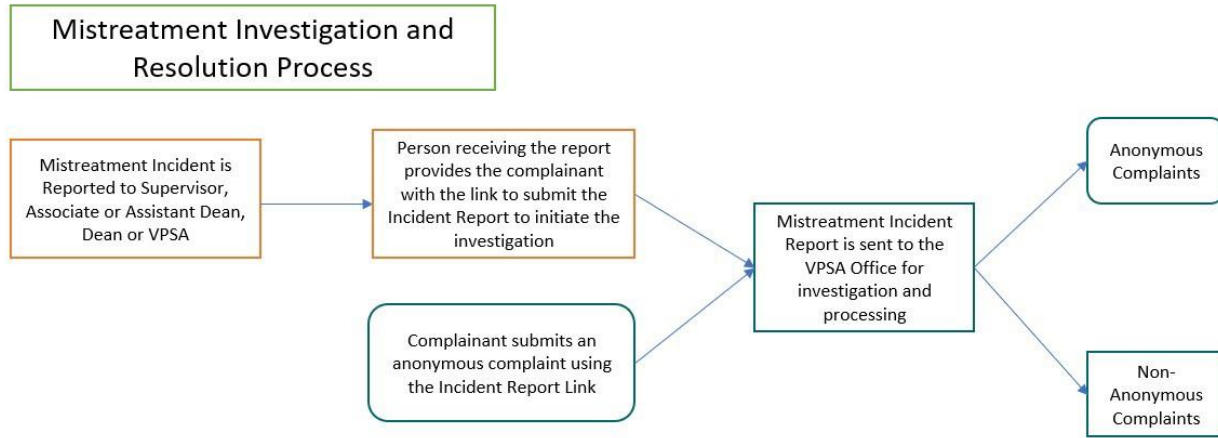 Mistreatment Investigation and
Resolution Process
Mistreatment Incident is
Reported to Supervisor,
Associate or Assistant Dean,
Dean or VPSA
Person receiving the report
provides the complainant
with the link to submit the
Incident Report to initiate the
investigation
Complainant submits an
anonymous complaint using
the Incident Report Link
Mistreatment Incident
Report is sent to the
VPSA Office for
investigation and
processing
Anonymous
Complaints
Non-
Anonymous
Complaints